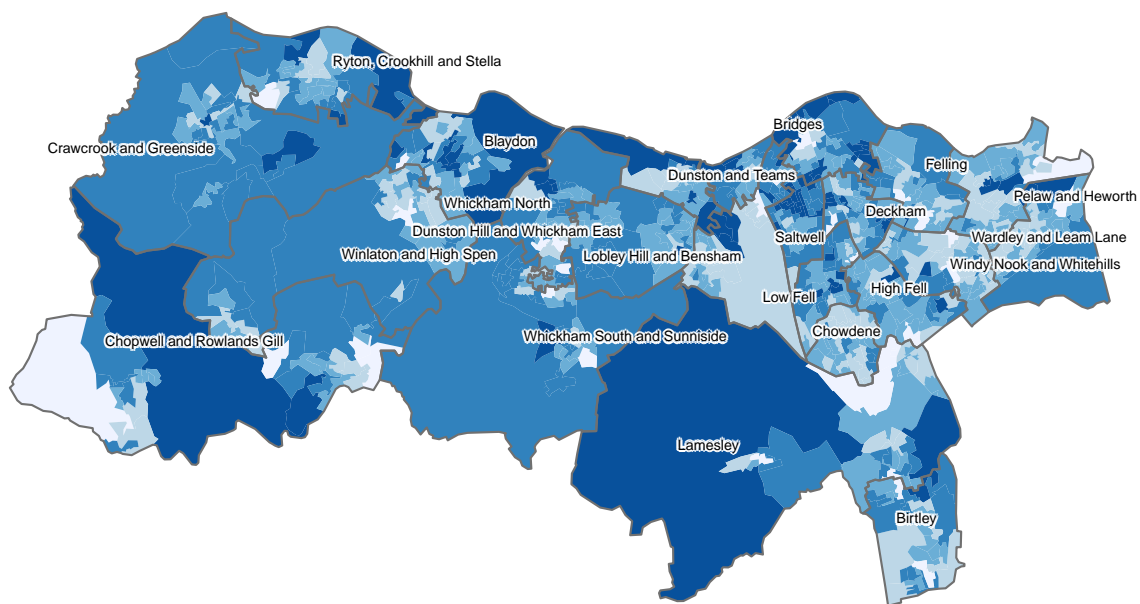 Ryton, Crookhill and Stella
Bridges
Crawcrook and Greenside
Blaydon
Felling
Dunston and Teams
Pelaw and Heworth
Whickham North
Deckham
Dunston Hill and Whickham East
Saltwell
Wardley and Leam Lane
Winlaton and High Spen
Lobley Hill and Bensham
Windy Nook and Whitehills
High Fell
Low Fell
Chowdene
Chopwell and Rowlands Gill
Whickham South and Sunniside
Lamesley
Birtley